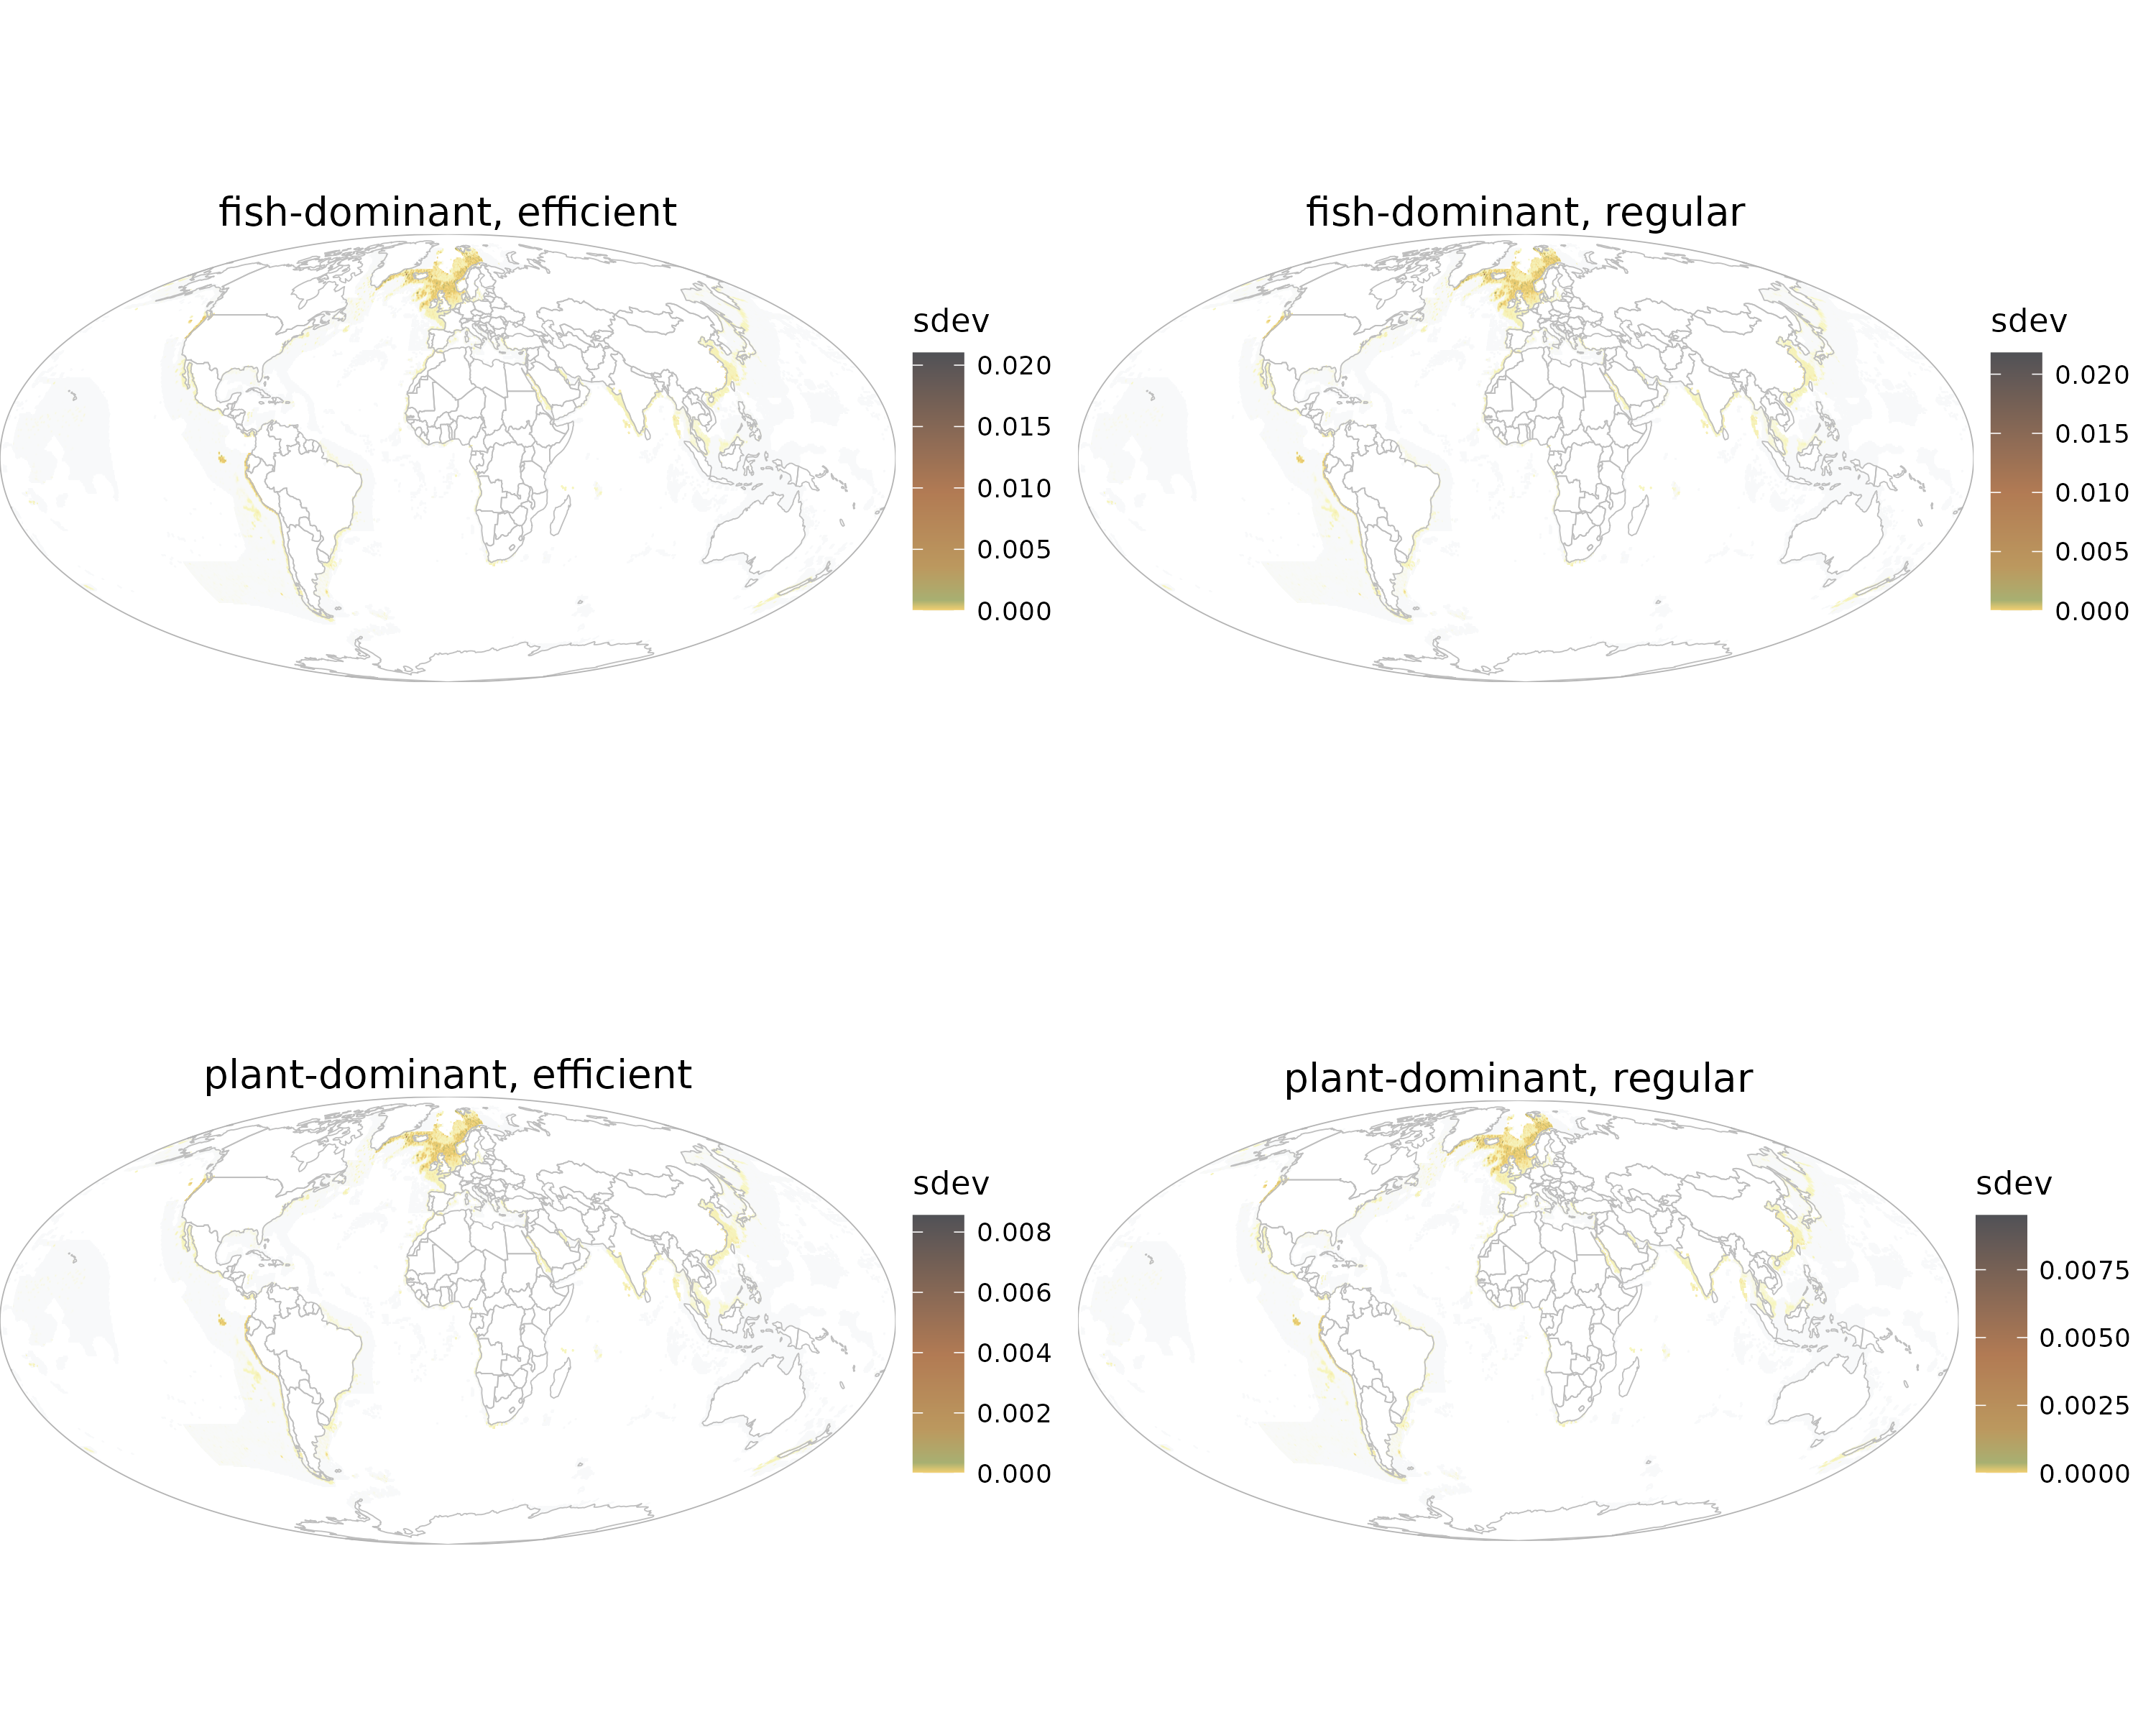 fish-dominant, efficient
sdev
0.020
0.015
0.010
0.005
0.000
fish-dominant, regular
sdev
0.020
0.015
0.010
0.005
0.000
plant-dominant, efficient
sdev
0.008
0.006
0.004
0.002
0.000
plant-dominant, regular
sdev
0.0075
0.0050
0.0025
0.0000